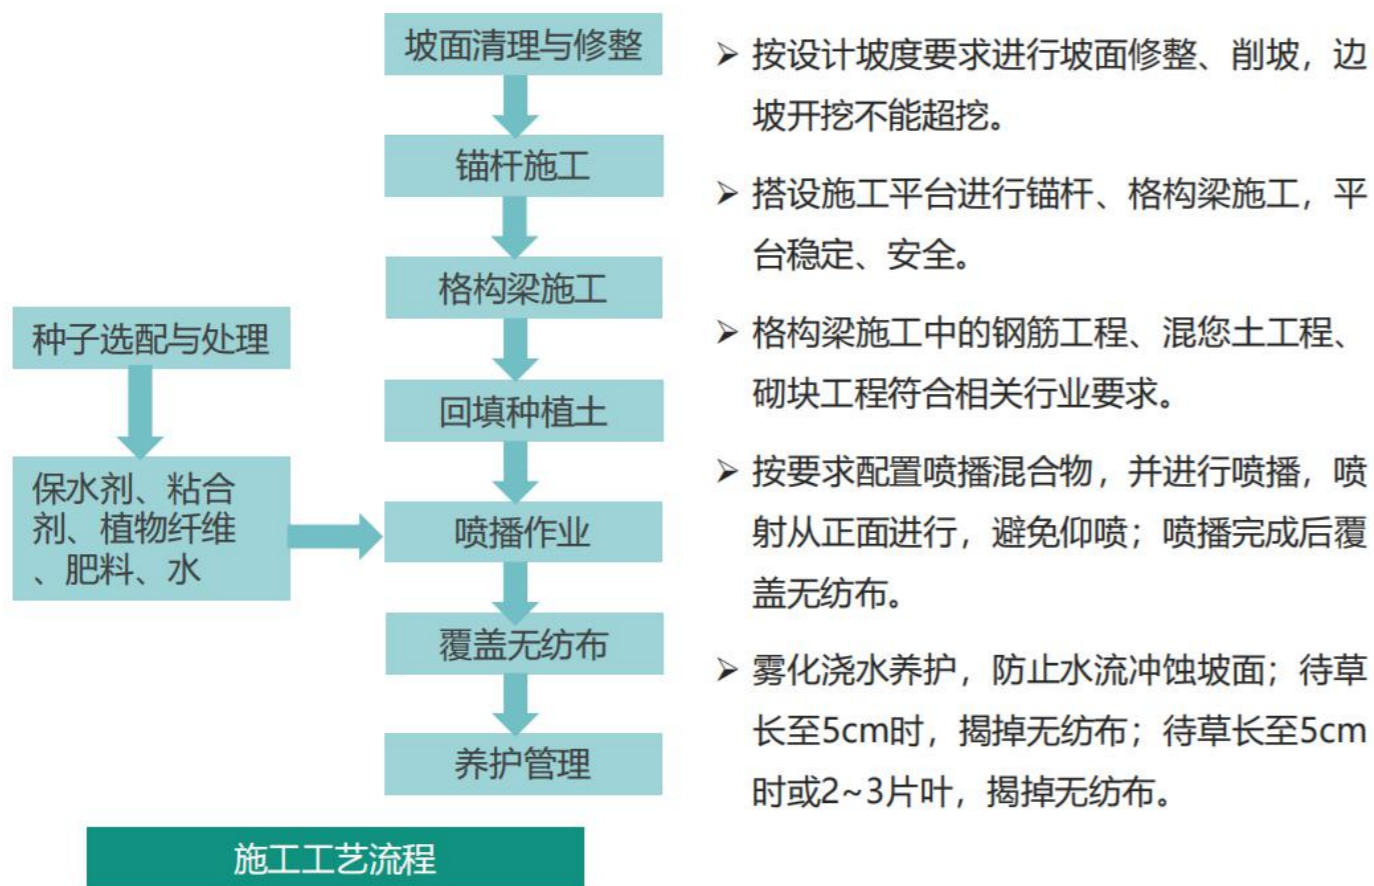 坡面清理与修整
锚杆施工
格构梁施工
种子选配与处理
回填种植土
保水剂、粘合
剂、植物纤维
、肥料、水
喷播作业
覆盖无纺布
养护管理
施工工艺流程
➢ 按设计坡度要求进行坡面修整、削坡，边
坡开挖不能超挖。
➢ 搭设施工平台进行锚杆、格构梁施工，平
台稳定、安全。
➢ 格构梁施工中的钢筋工程、混您土工程、
砌块工程符合相关行业要求。
➢ 按要求配置喷播混合物，并进行喷播，喷
射从正面进行，避免仰喷；喷播完成后覆
盖无纺布。
➢ 雾化浇水养护，防止水流冲蚀坡面；待草
长至5cm时，揭掉无纺布；待草长至5cm
时或2~3片叶，揭掉无纺布。